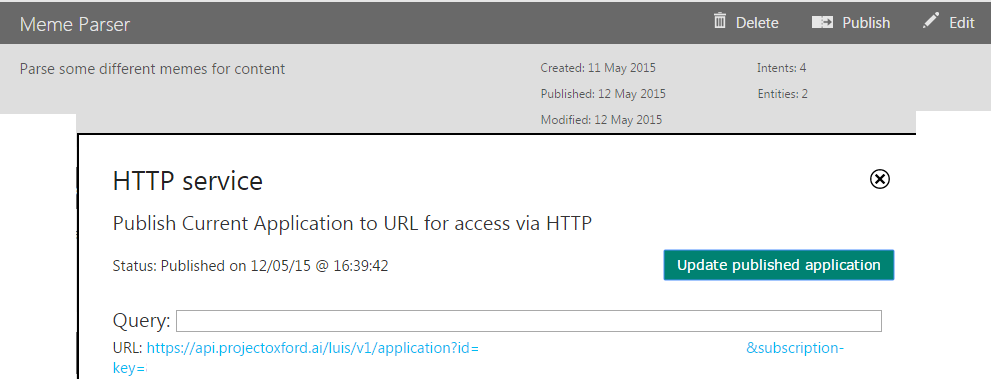 Meme Parser Delete Publish Edit
Parse some different memes for content Created: 11 May 2015 Intents: 4
Published: 12 May 2015 Entities: 2
Modified: 12 May 2015
HTTP service
Publish Current Application to URL for access via HTTP
Status: Published on 12/05/15 @ 16:39:42 Update published application
Query:
URL: https://api.projectoxford.ai/luis/v1/application?id= &subscription-
key=